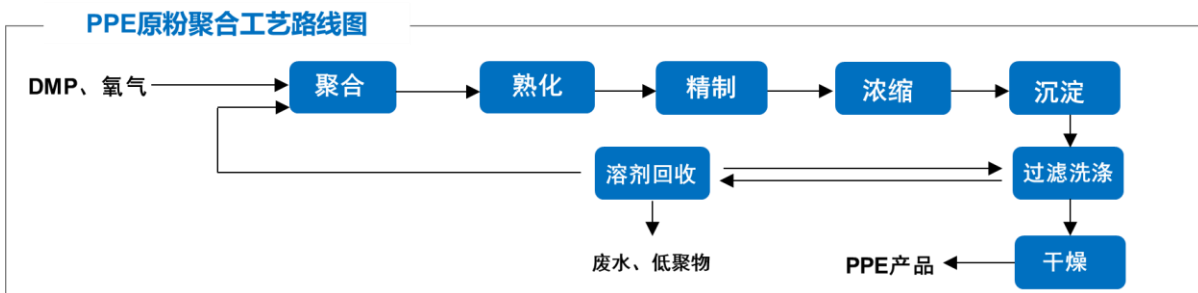 PPE原粉聚合工艺路线图
DMP、氧气
聚合
熟化
精制
浓缩
沉淀
溶剂回收
过滤洗涤
废水、低聚物
PPE产品
干燥